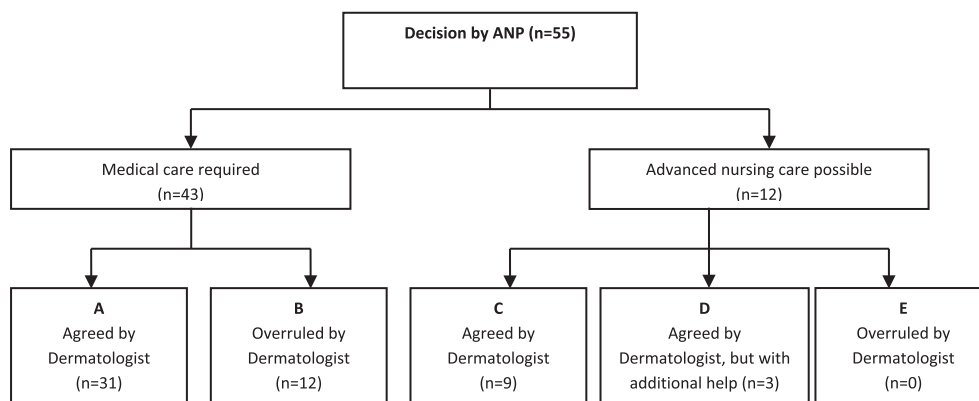 Decision by ANP (n=55)
Medical care required
(n=43)
Advanced nursing care possible
(n=12)
A
Agreed by
Dermatologist
(n=31)
B
Overruled by
Dermatologist
(n=12)
C
Agreed by
Dermatologist
(n=9)
D
Agreed by
Dermatologist, but with
additional help (n=3)
E
Overruled by
Dermatologist
(n=0)